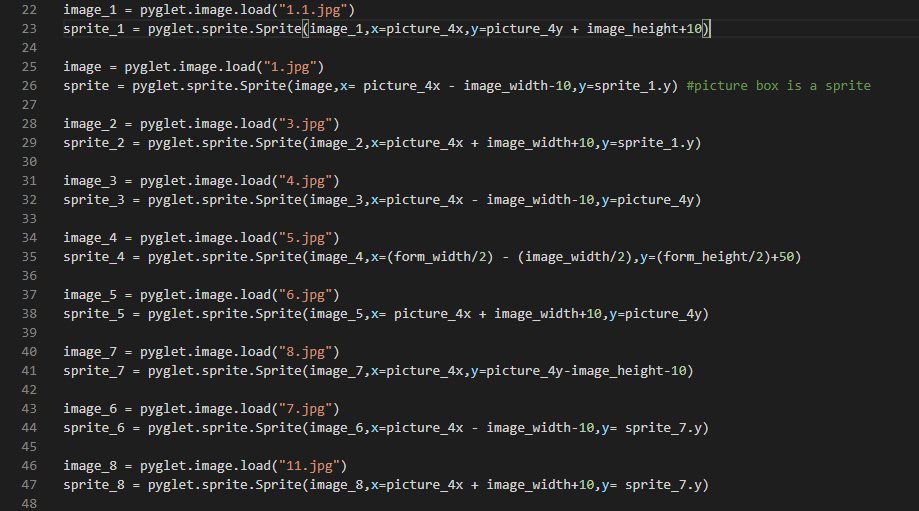 22 image_1 = pyglet.image.load("1.1.jpg")
23 sprite_1 = pyglet.sprite.Sprite(image_1,x=picture_4x,y=picture_4y + image_height+10)
24
25 image = pyglet.image.load("1.jpg")
26 sprite = pyglet.sprite.Sprite(image,x= picture_4x - image_width-10,y=sprite_1.y) #picture box is a sprite
27
28 image_2 = pyglet.image.load("3.jpg")
29 sprite_2 = pyglet.sprite.Sprite(image_2,x=picture_4x + image_width+10,y=sprite_1.y)
30
31 image_3 = pyglet.image.load("4.jpg")
32 sprite_3 = pyglet.sprite.Sprite(image_3,x=picture_4x - image_width-10,y=picture_4y)
33
34 image_4 = pyglet.image.load("5.jpg")
35 sprite_4 = pyglet.sprite.Sprite(image_4,x=(form_width/2) - (image_width/2),y=(form_height/2)+50)
36
37 image_5 = pyglet.image.load("6.jpg")
38 sprite_5 = pyglet.sprite.Sprite(image_5,x= picture_4x + image_width+10,y=picture_4y)
39
40 image_7 = pyglet.image.load("8.jpg")
41 sprite_7 = pyglet.sprite.Sprite(image_7,x=picture_4x,y=picture_4y-image_height-10)
42
43 image_6 = pyglet.image.load("7.jpg")
44 sprite_6 = pyglet.sprite.Sprite(image_6,x=picture_4x - image_width-10,y= sprite_7.y)
45
46 image_8 = pyglet.image.load("11.jpg")
47 sprite_8 = pyglet.sprite.Sprite(image_8,x=picture_4x + image_width+10,y= sprite_7.y)
48